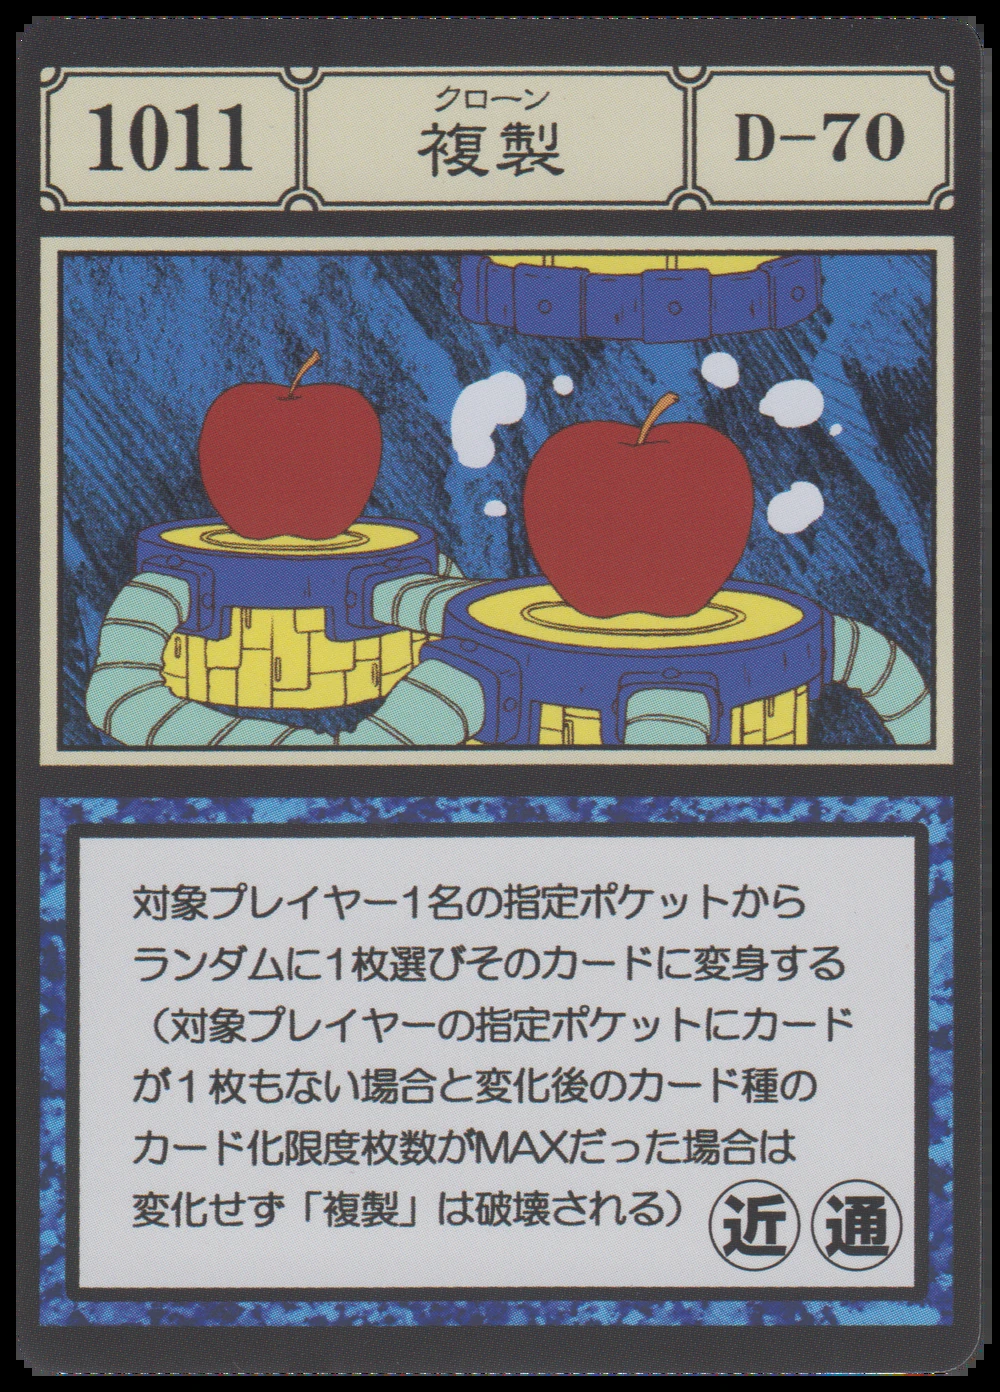 1011
クローン
複製
D-70
対象プレイヤー1名の指定ポケットから
ランダムに1枚選びそのカードに変身する
（対象プレイヤーの指定ポケットにカード
が1枚もない場合と変化後のカード種の
カード化限度枚数がMAXだった場合は
変化せず「複製」は破壊される）
近 通